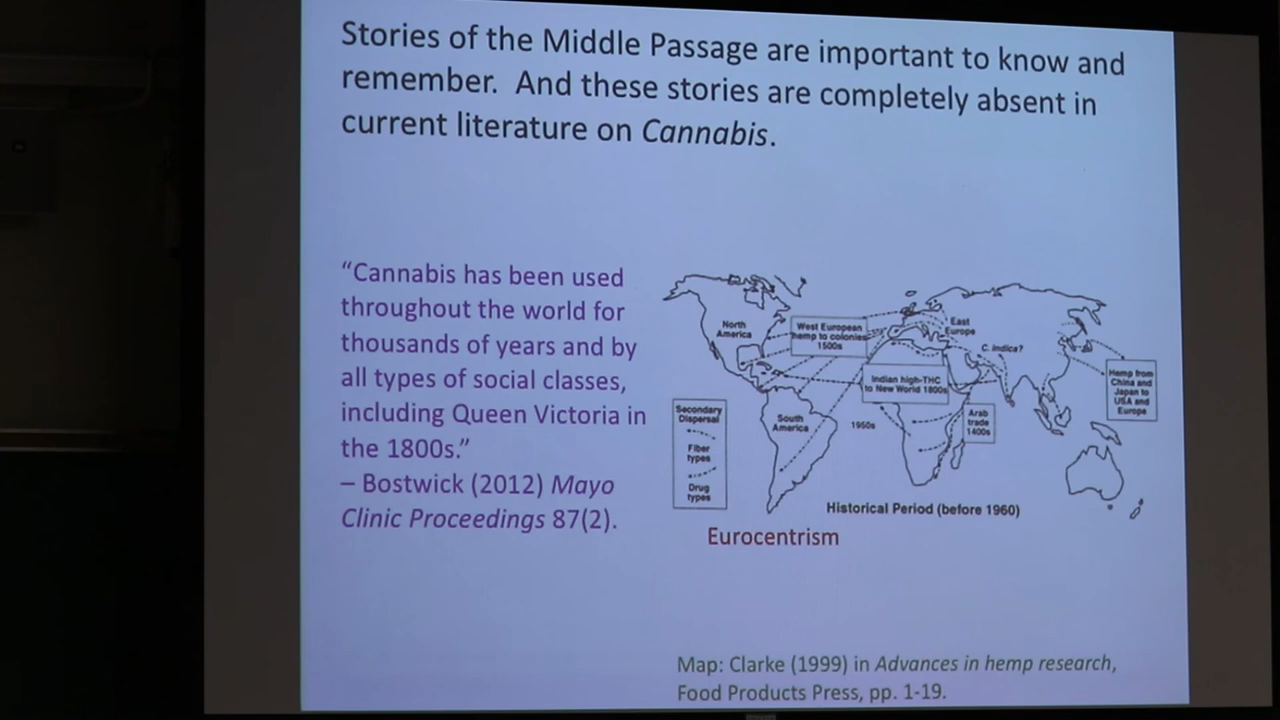 Stories of the Middle Passage are important to know and
remember.  And these stories are completely absent in
current literature on Cannabis.
“Cannabis has been used
throughout the world for
thousands of years and by
all types of social classes,
including Queen Victoria in
the 1800s.”
– Bostwick (2012) Mayo
Clinic Proceedings 87(2).
North
America
West European
hemp to colonies
1500s
East
Europe
C. indica?
Indian high-THC
to New World 1800s
Hemp from
China and
Japan to
USA and
Europe
Secondary
Dispersal
Fiber
types
Drug
types
South
America
1950s
Arab
trade
1400s
Historical Period (before 1960)
Eurocentrism
Map: Clarke (1999) in Advances in hemp research,
Food Products Press, pp. 1-19.